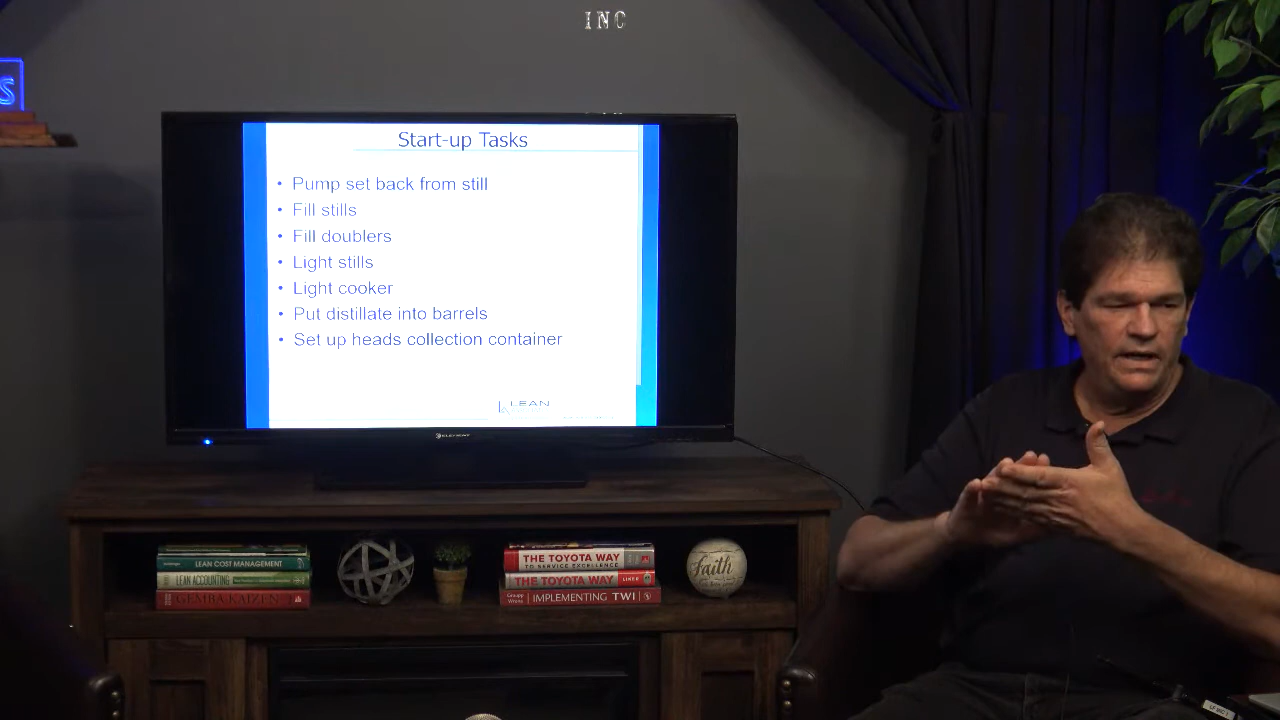 INC
S
Start-up Tasks
• Pump set back from still
• Fill stills
• Fill doublers
• Light stills
• Light cooker
• Put distillate into barrels
• Set up heads collection container
LEAN
ELEMENT
LEAN COST MANAGEMENT
LEAN ACCOUNTING
GEMBA KAIZEN
THE TOYOTA WAY
TO SERVICE EXCELLENCE
THE TOYOTA WAY LIKER
IMPLEMENTING TWI
Faith